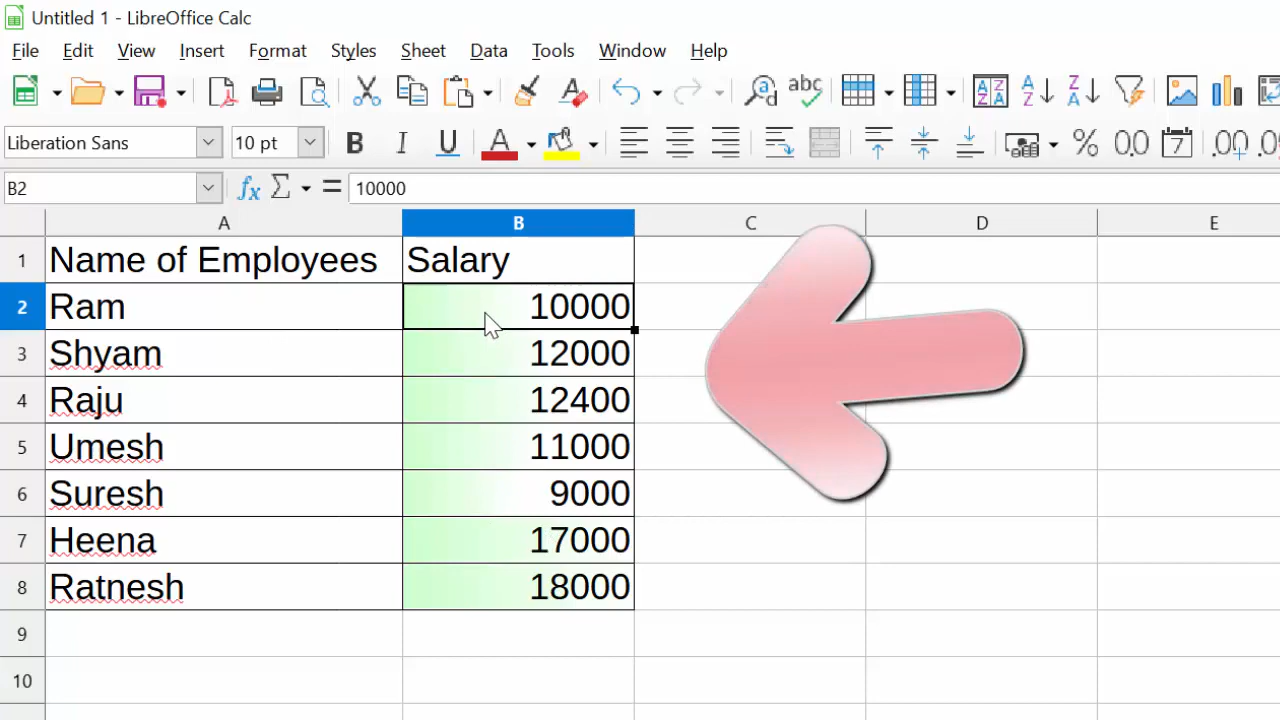 Untitled 1 - LibreOffice Calc
File Edit View Insert Format Styles Sheet Data Tools Window Help
Liberation Sans 10 pt
B2 10000
A B C D E
1 Name of Employees Salary
2 Ram 10000
3 Shyam 12000
4 Raju 12400
5 Umesh 11000
6 Suresh 9000
7 Heena 17000
8 Ratnesh 18000
9
10